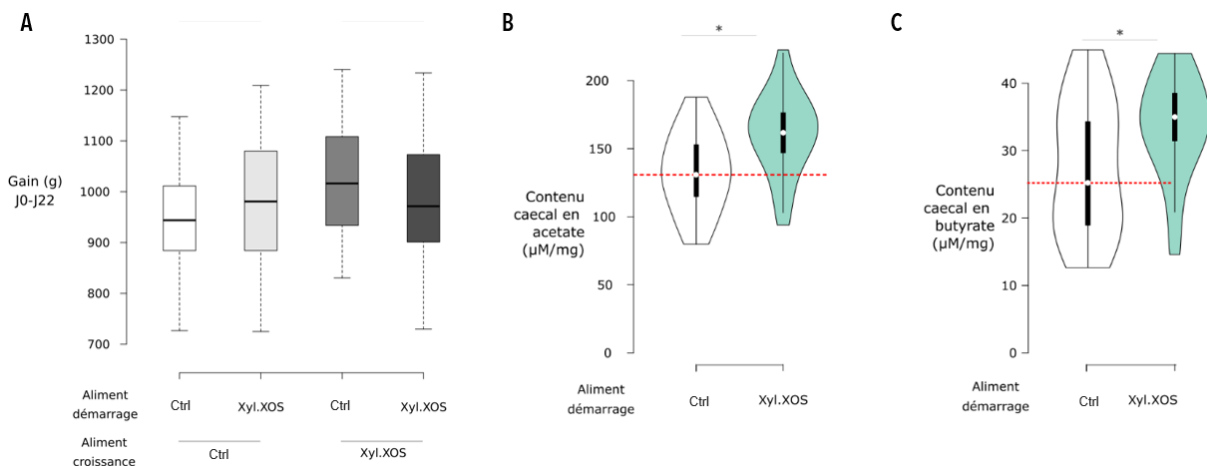 A
1300
1200
1100
1000
900
800
700
Gain (g)
J0-J22
Aliment
démarrage
Ctrl
Xyl.XOS
Ctrl
Xyl.XOS
Aliment
croissance
Ctrl
Xyl.XOS
B
*
200
150
100
50
0
Contenu
caecal en
acetate
(µM/mg)
Aliment
démarrage
Ctrl
Xyl.XOS
C
*
40
30
20
10
0
Contenu
caecal en
butyrate
(µM/mg)
Aliment
démarrage
Ctrl
Xyl.XOS